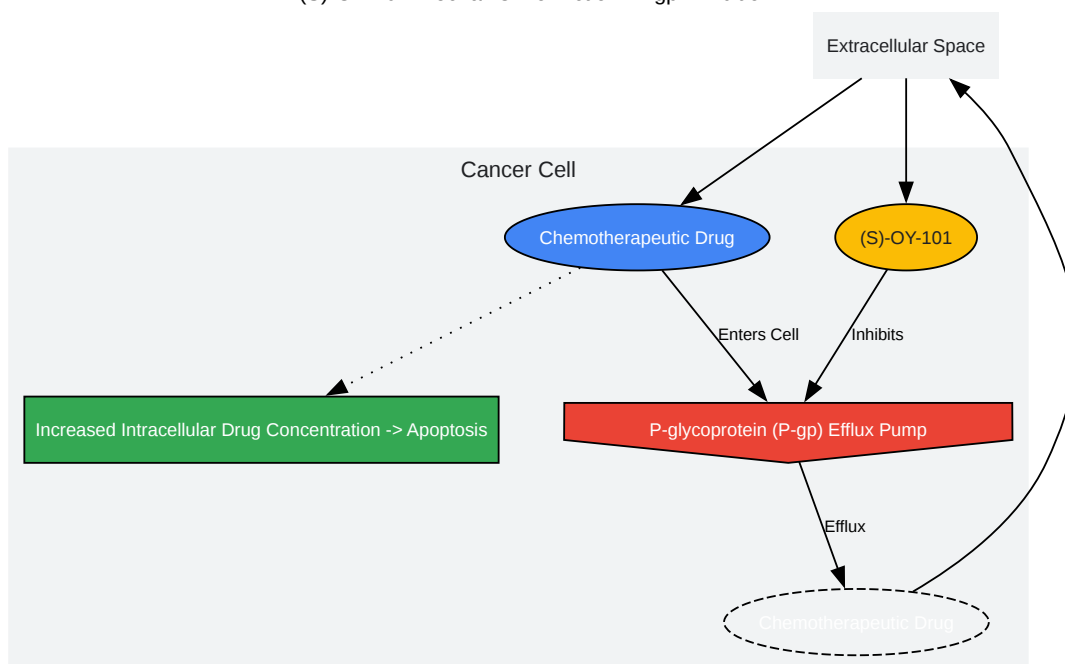 Extracellular Space
Cancer Cell
Chemotherapeutic Drug
(S)-OY-101
Enters Cell
Inhibits
Increased Intracellular Drug Concentration -> Apoptosis
P-glycoprotein (P-gp) Efflux Pump
Efflux
Chemotherapeutic Drug